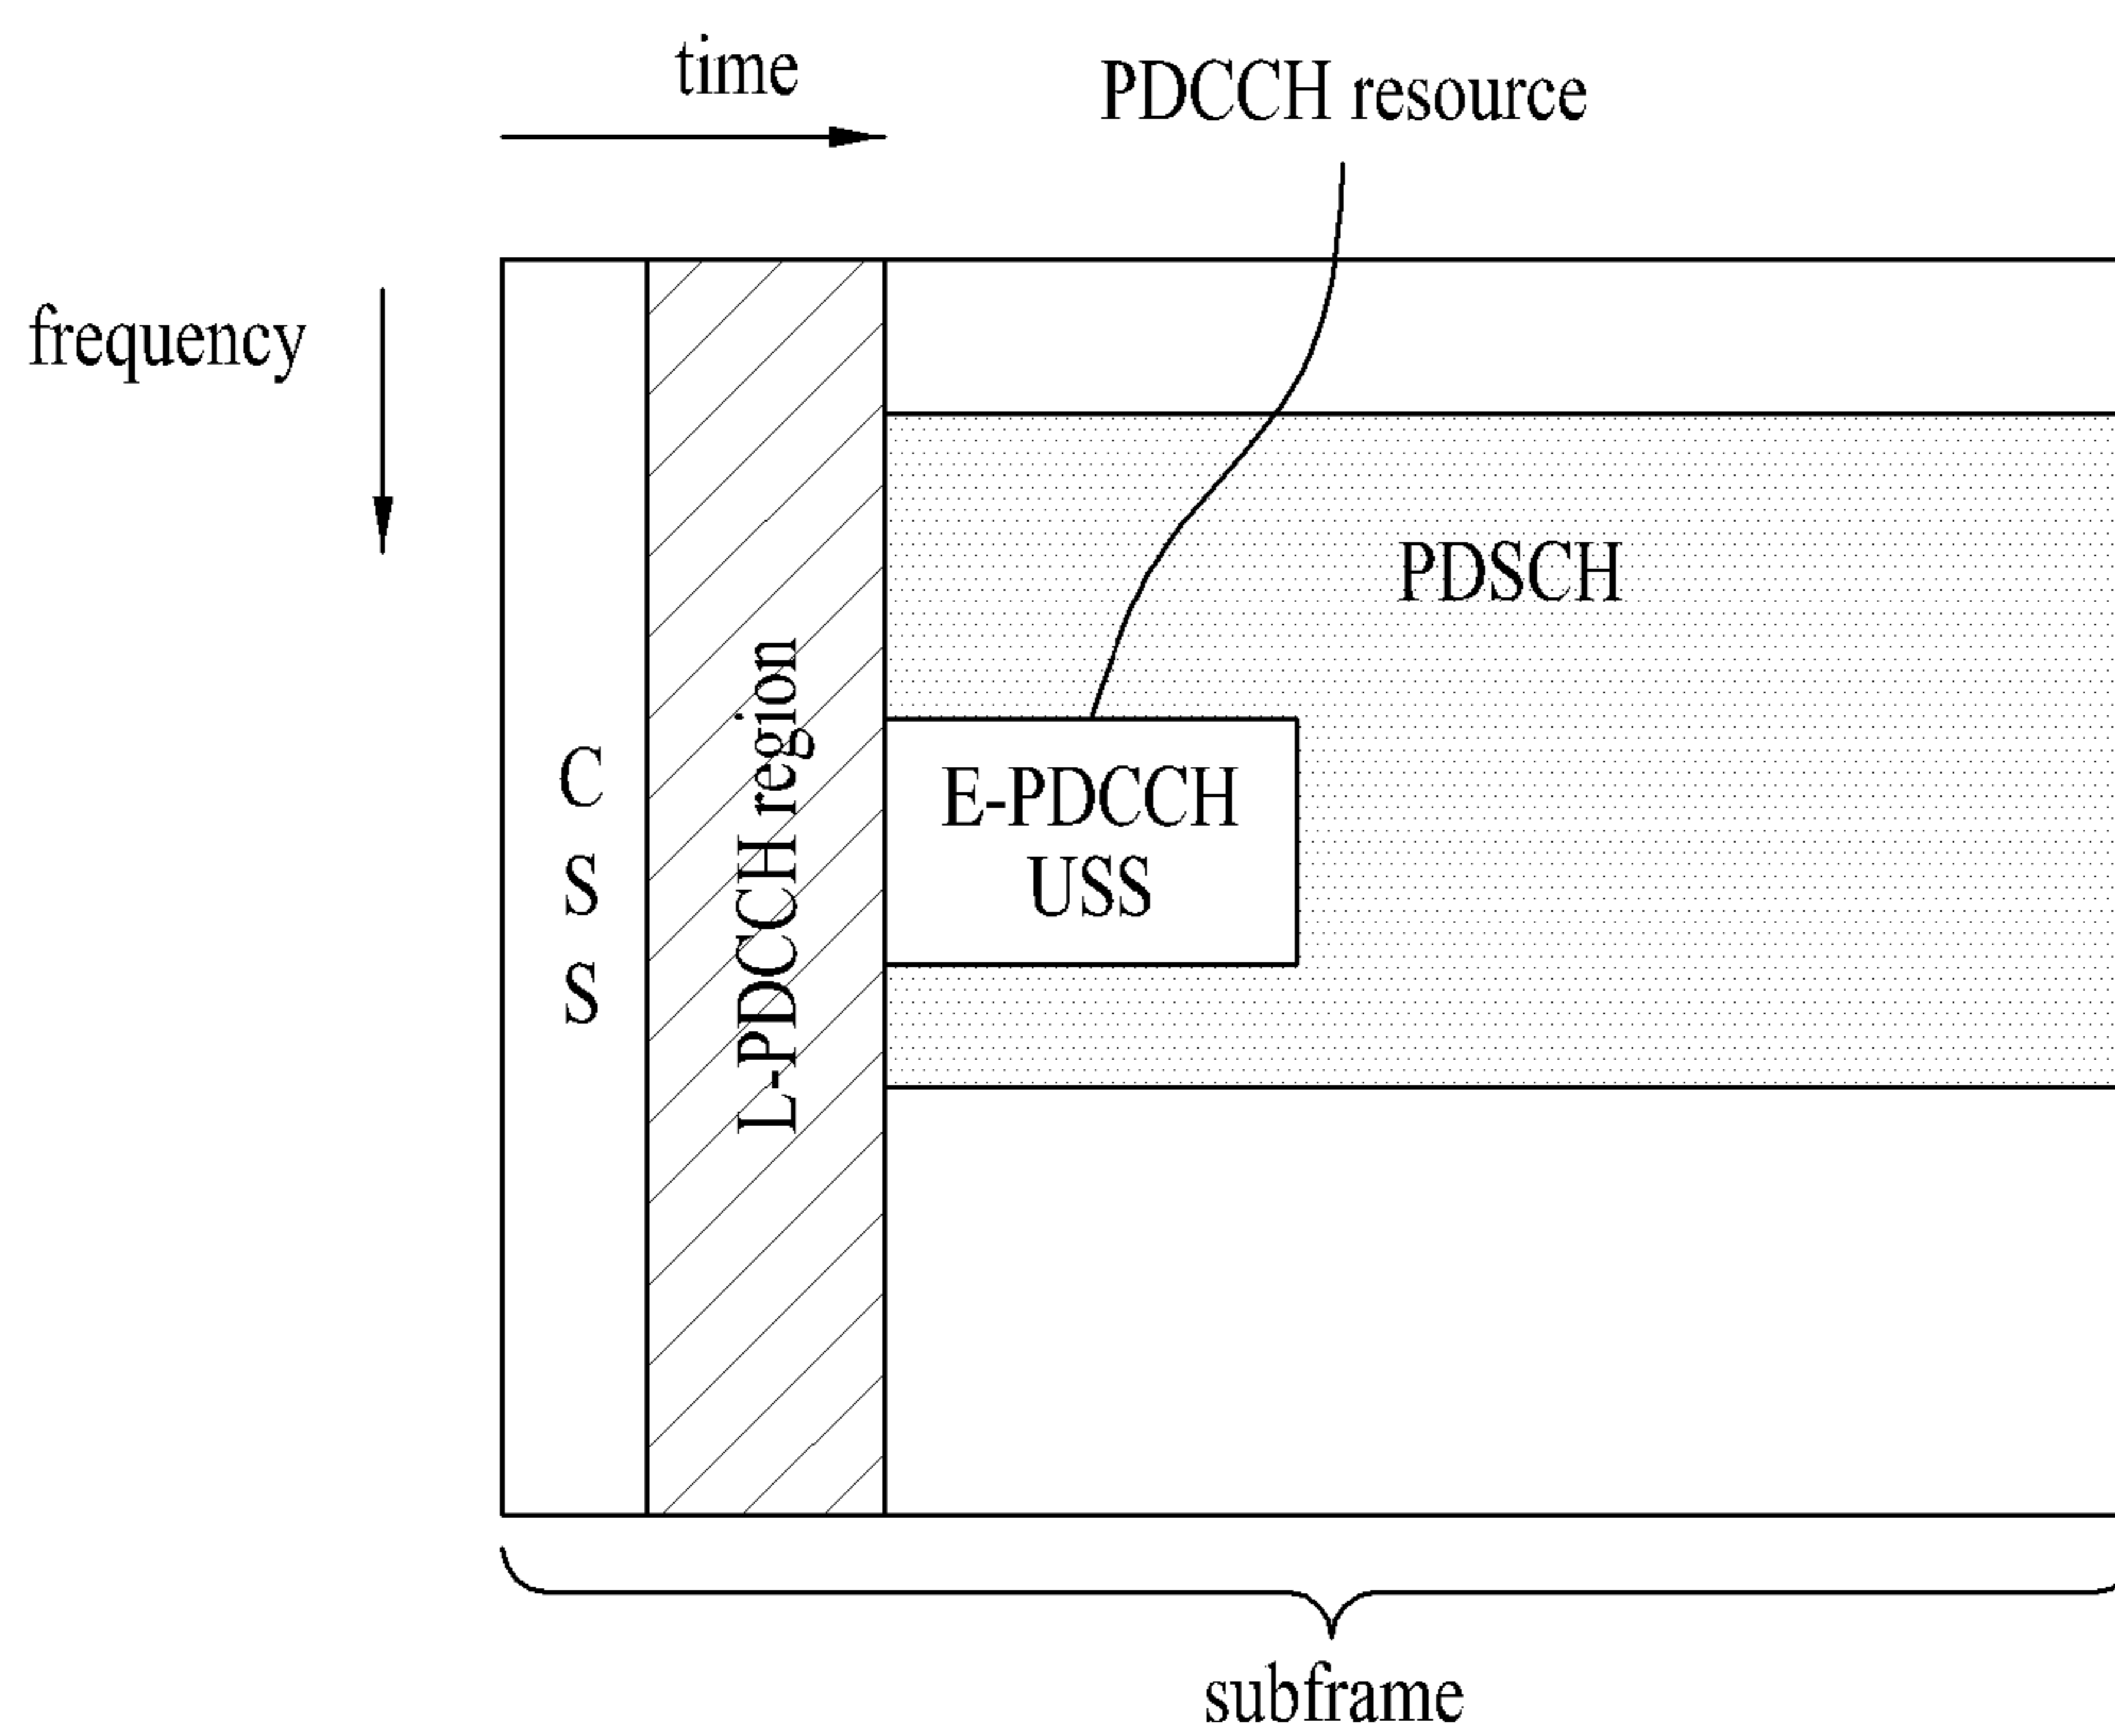 time
PDCCH resource
frequency
PDSCH
C
S
S
L-PDCCH region
E-PDCCH
USS
subframe